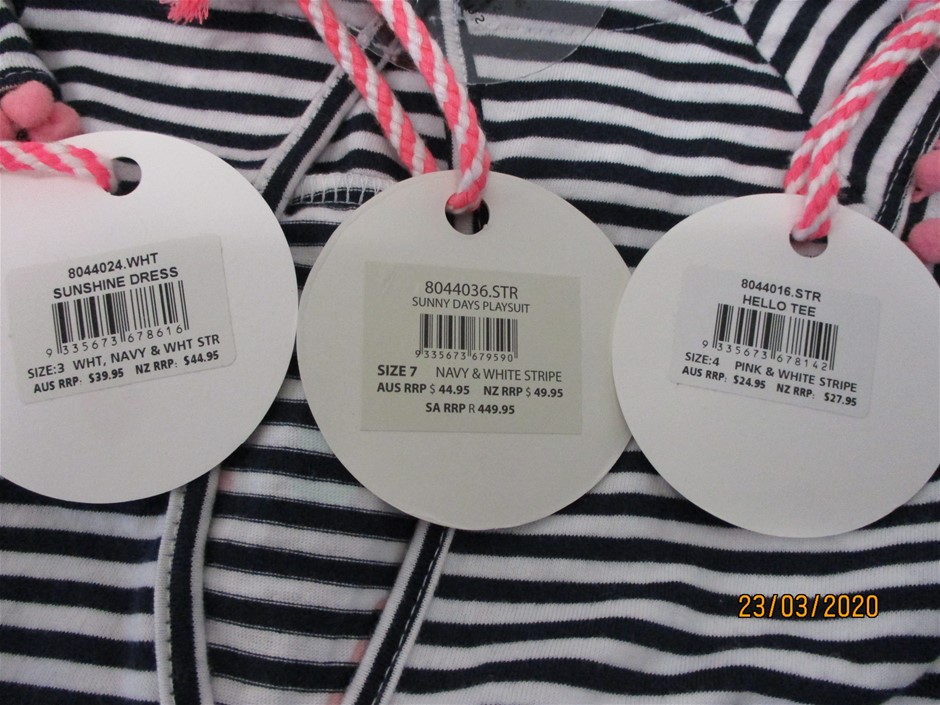 8044024.WHT
SUNSHINE DRESS
9 335673 678616
SIZE:3 WHT, NAVY & WHT STR
AUS RRP: $39.95 NZ RRP: $44.95
8044036.STR
SUNNY DAYS PLAYSUIT
9 335673 679590
SIZE 7 NAVY & WHITE STRIPE
AUS RRP $ 44.95 NZ RRP $ 49.95
SA RRP R 449.95
8044016.STR
HELLO TEE
9 335673 678142
SIZE:4 PINK & WHITE STRIPE
AUS RRP: $24.95 NZ RRP: $27.95
23/03/2020